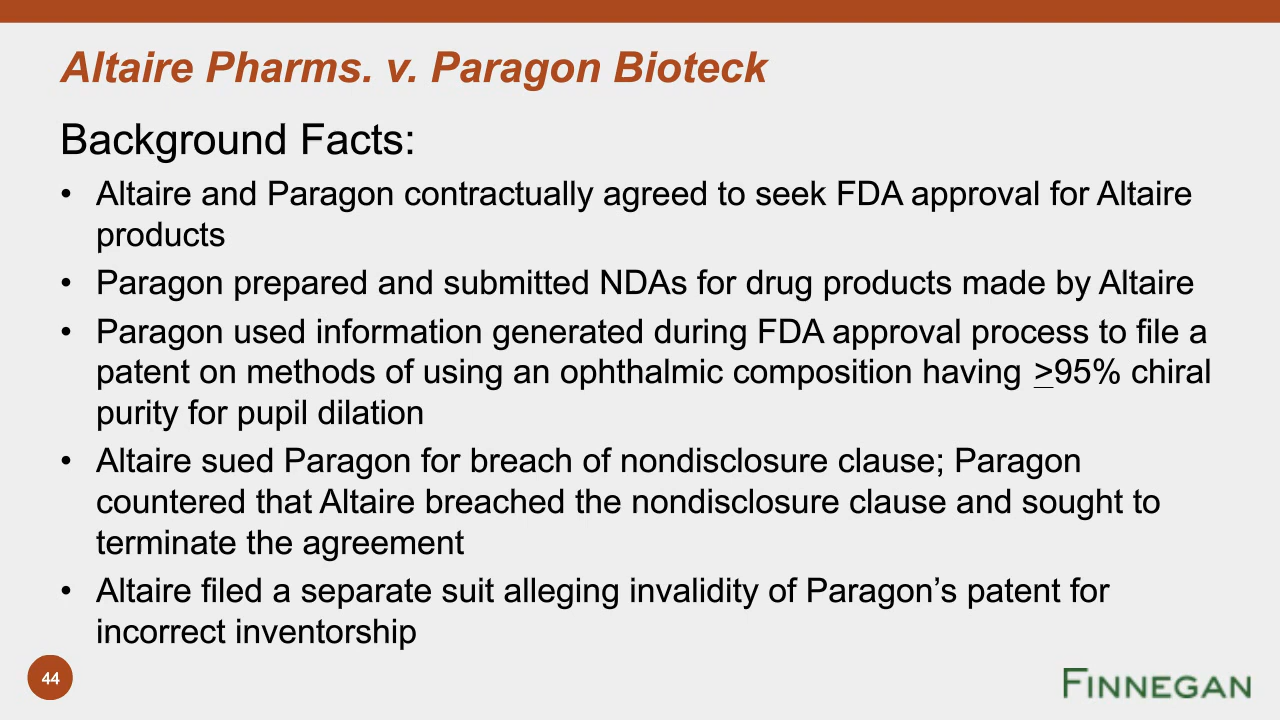 Altaire Pharms. v. Paragon Bioteck
Background Facts:
• Altaire and Paragon contractually agreed to seek FDA approval for Altaire
products
• Paragon prepared and submitted NDAs for drug products made by Altaire
• Paragon used information generated during FDA approval process to file a
patent on methods of using an ophthalmic composition having >95% chiral
purity for pupil dilation
• Altaire sued Paragon for breach of nondisclosure clause; Paragon
countered that Altaire breached the nondisclosure clause and sought to
terminate the agreement
• Altaire filed a separate suit alleging invalidity of Paragon’s patent for
incorrect inventorship
44
FINNEGAN